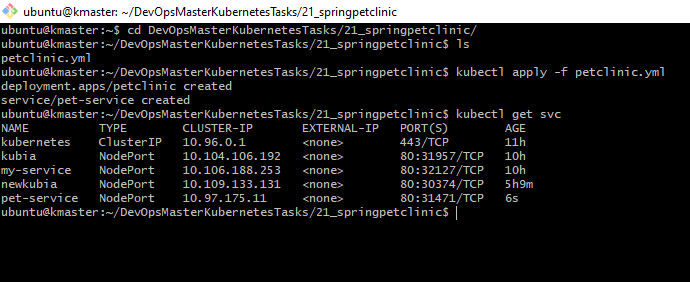 ubuntu@kmaster: ~/DevOpsMasterKubernetesTasks/21_springpetclinic
ubuntu@kmaster:~$ cd DevOpsMasterKubernetesTasks/21_springpetclinic/
ubuntu@kmaster:~/DevOpsMasterKubernetesTasks/21_springpetclinic$ ls
petclinic.yml
ubuntu@kmaster:~/DevOpsMasterKubernetesTasks/21_springpetclinic$ kubectl apply -f petclinic.yml
deployment.apps/petclinic created
service/pet-service created
ubuntu@kmaster:~/DevOpsMasterKubernetesTasks/21_springpetclinic$ kubectl get svc
NAME          TYPE        CLUSTER-IP       EXTERNAL-IP   PORT(S)        AGE
kubernetes    ClusterIP   10.96.0.1        <none>        443/TCP        11h
kubia         NodePort    10.104.106.192   <none>        80:31957/TCP   10h
my-service    NodePort    10.106.188.253   <none>        80:32127/TCP   10h
newkubia      NodePort    10.109.133.131   <none>        80:30374/TCP   5h9m
pet-service   NodePort    10.97.175.11     <none>        80:31471/TCP   6s
ubuntu@kmaster:~/DevOpsMasterKubernetesTasks/21_springpetclinic$